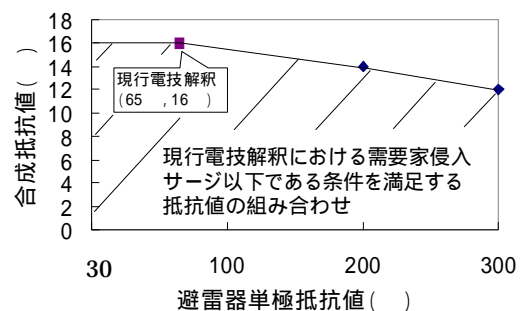 18
16
14
12
10
8
6
4
2
0
合成抵抗値( )
現行電技解釈
(65 ,16 )
現行電技解釈における需要家侵入
サージ以下である条件を満足する
抵抗値の組み合わせ
30 100 200 300
避雷器単極抵抗値( )